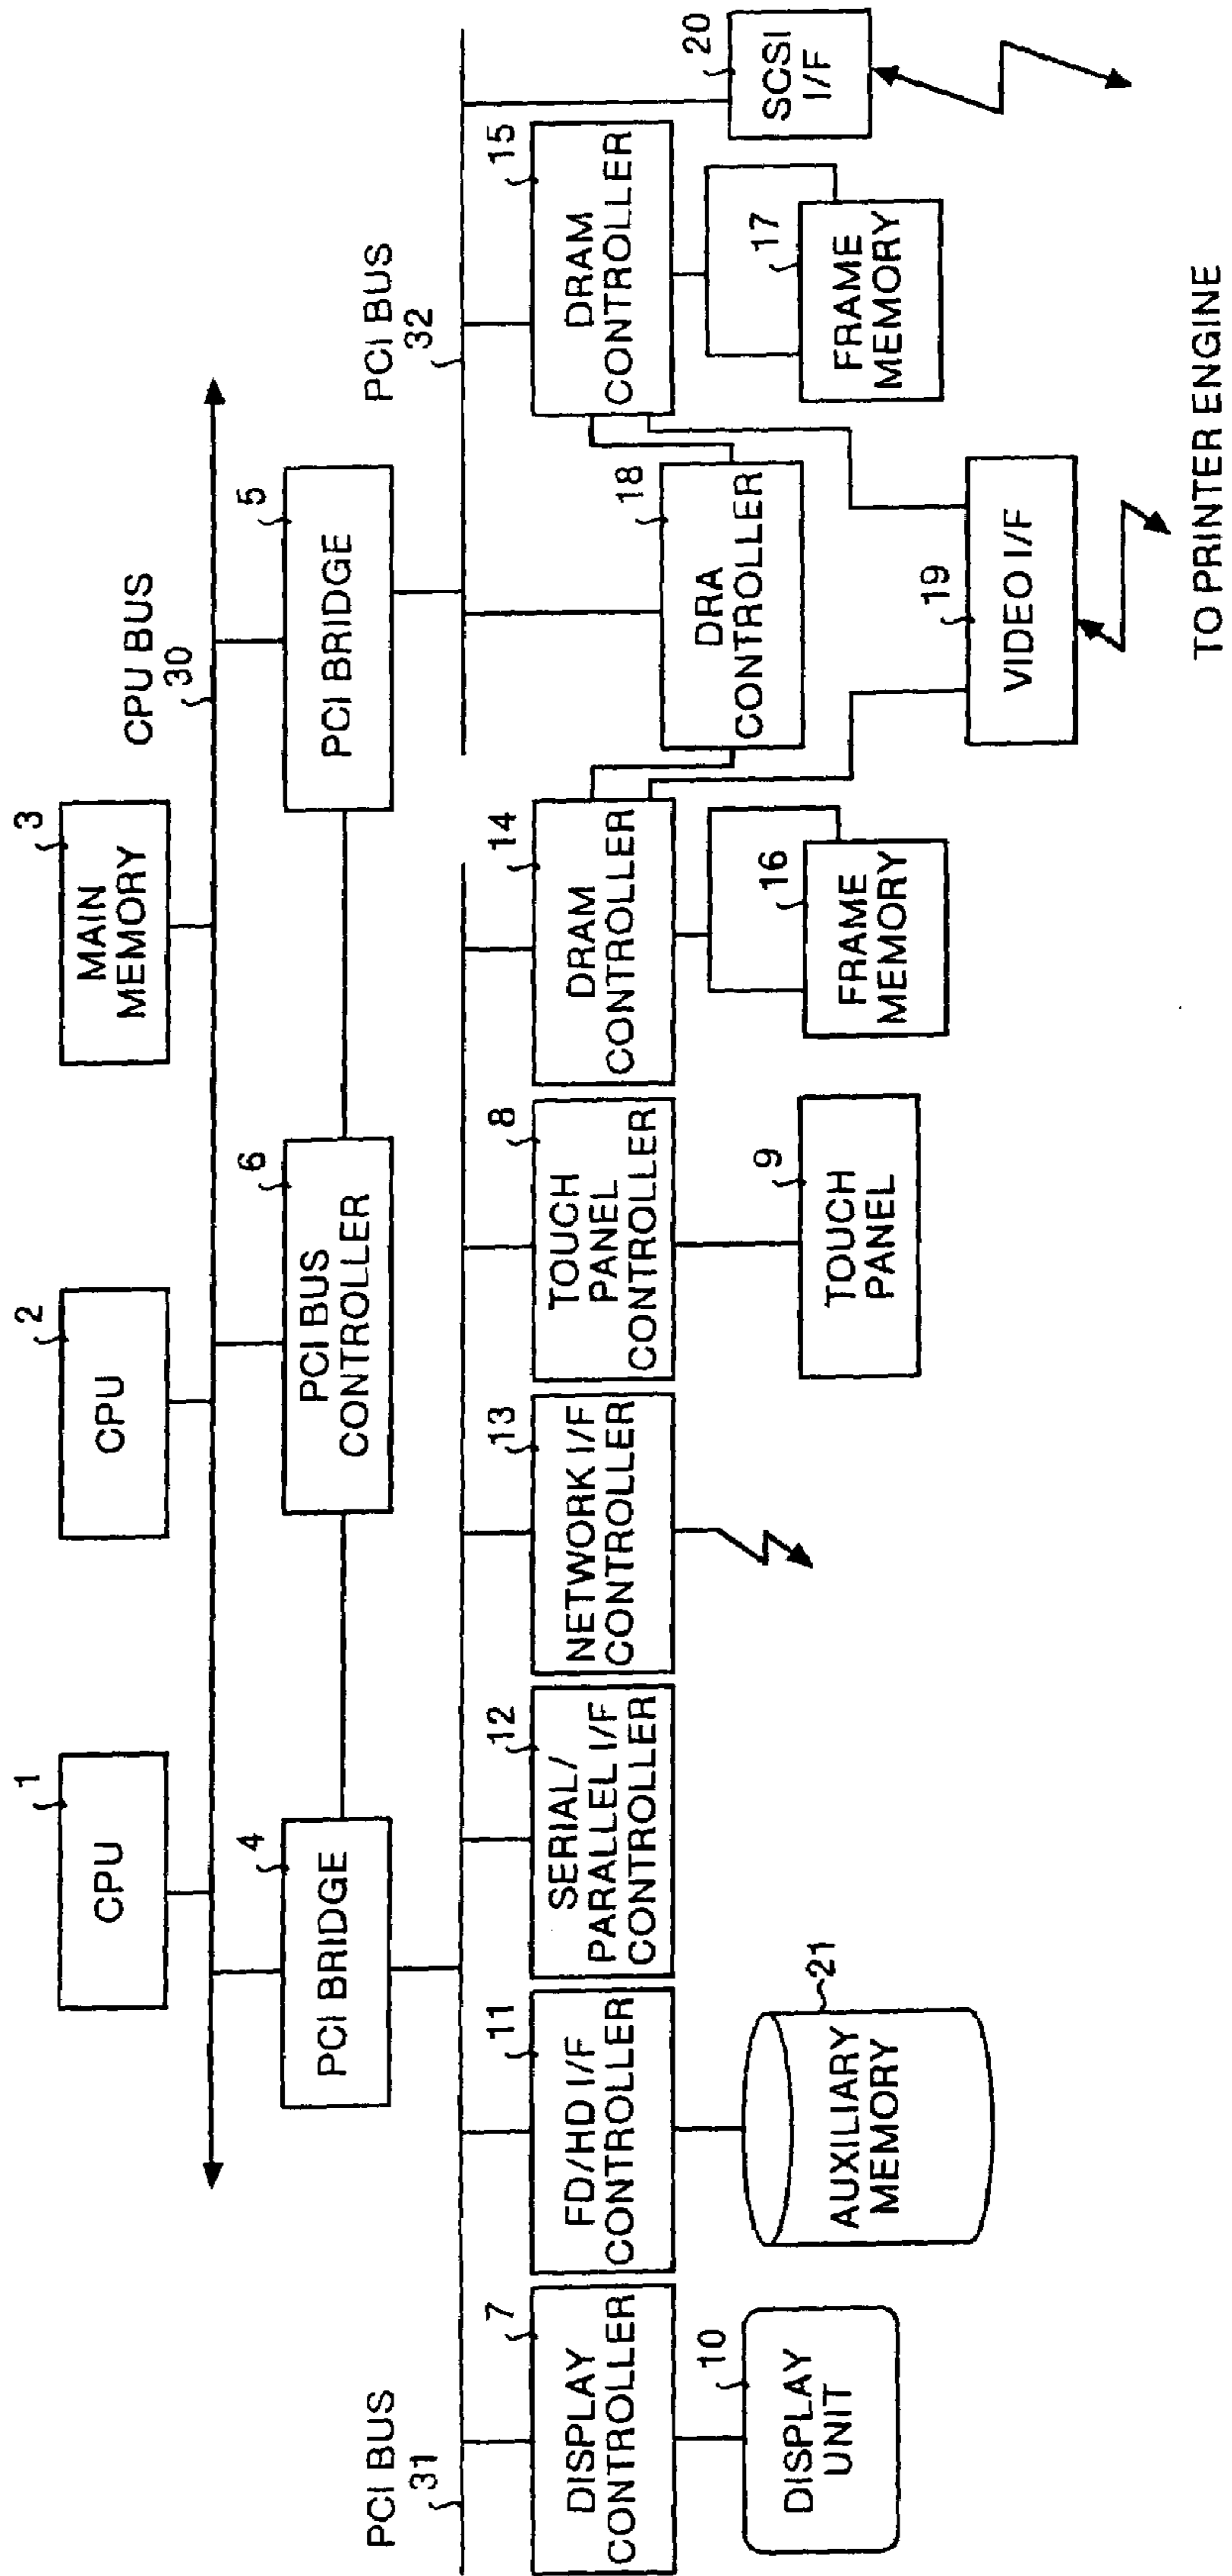 1
CPU
2
CPU
3
MAIN
MEMORY
CPU BUS
30
4
PCI BRIDGE
6
PCI BUS
CONTROLLER
5
PCI BRIDGE
PCI BUS
31
PCI BUS
32
7
DISPLAY
CONTROLLER
11
FD/HD I/F
CONTROLLER
12
SERIAL/
PARALLEL I/F
CONTROLLER
13
NETWORK I/F
CONTROLLER
8
TOUCH
PANEL
CONTROLLER
14
DRAM
CONTROLLER
15
DRAM
CONTROLLER
20
SCSI
I/F
10
DISPLAY
UNIT
21
AUXILIARY
MEMORY
9
TOUCH
PANEL
16
FRAME
MEMORY
18
DRA
CONTROLLER
17
FRAME
MEMORY
19
VIDEO I/F
TO PRINTER ENGINE